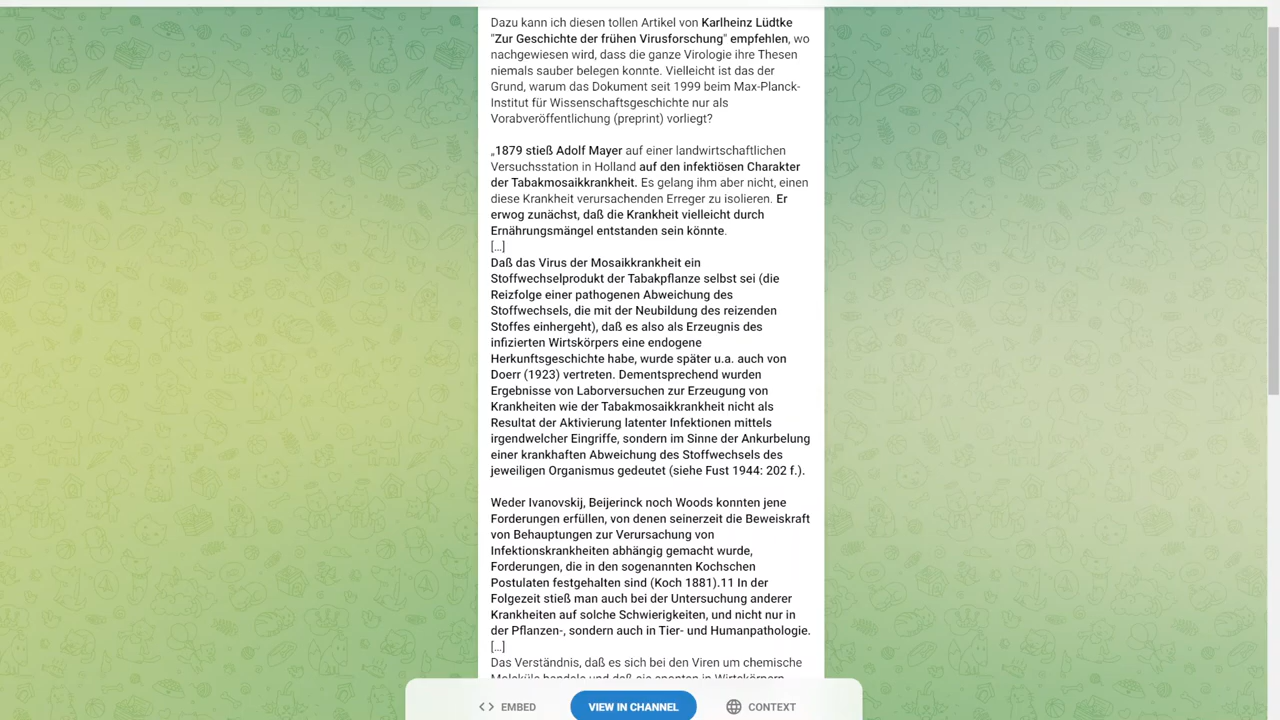 Dazu kann ich diesen tollen Artikel von Karlheinz Lüdtke
"Zur Geschichte der frühen Virusforschung" empfehlen, wo
nachgewiesen wird, dass die ganze Virologie ihre Thesen
niemals sauber belegen konnte. Vielleicht ist das der
Grund, warum das Dokument seit 1999 beim Max-Planck-
Institut für Wissenschaftsgeschichte nur als
Vorabveröffentlichung (preprint) vorliegt?
„1879 stieß Adolf Mayer auf einer landwirtschaftlichen
Versuchsstation in Holland auf den infektiösen Charakter
der Tabakmosaikkrankheit. Es gelang ihm aber nicht, einen
diese Krankheit verursachenden Erreger zu isolieren. Er
erwog zunächst, daß die Krankheit vielleicht durch
Ernährungsmängel entstanden sein könnte.
[...]
Daß das Virus der Mosaikkrankheit ein
Stoffwechselprodukt der Tabakpflanze selbst sei (die
Reizfolge einer pathogenen Abweichung des
Stoffwechsels, die mit der Neubildung des reizenden
Stoffes einhergeht), daß es also als Erzeugnis des
infizierten Wirtskörpers eine endogene
Herkunftsgeschichte habe, wurde später u.a. auch von
Doerr (1923) vertreten. Dementsprechend wurden
Ergebnisse von Laborversuchen zur Erzeugung von
Krankheiten wie der Tabakmosaikkrankheit nicht als
Resultat der Aktivierung latenter Infektionen mittels
irgendwelcher Eingriffe, sondern im Sinne der Ankurbelung
einer krankhaften Abweichung des Stoffwechsels des
jeweiligen Organismus gedeutet (siehe Fust 1944: 202 f.).
Weder Ivanovskij, Beijerinck noch Woods konnten jene
Forderungen erfüllen, von denen seinerzeit die Beweiskraft
von Behauptungen zur Verursachung von
Infektionskrankheiten abhängig gemacht wurde,
Forderungen, die in den sogenannten Kochschen
Postulaten festgehalten sind (Koch 1881).11 In der
Folgezeit stieß man auch bei der Untersuchung anderer
Krankheiten auf solche Schwierigkeiten, und nicht nur in
der Pflanzen-, sondern auch in Tier- und Humanpathologie.
[...]
Das Verständnis, daß es sich bei den Viren um chemische
Moleküle handele und daß sie spontan in Wirtskörpern
EMBED
VIEW IN CHANNEL
CONTEXT